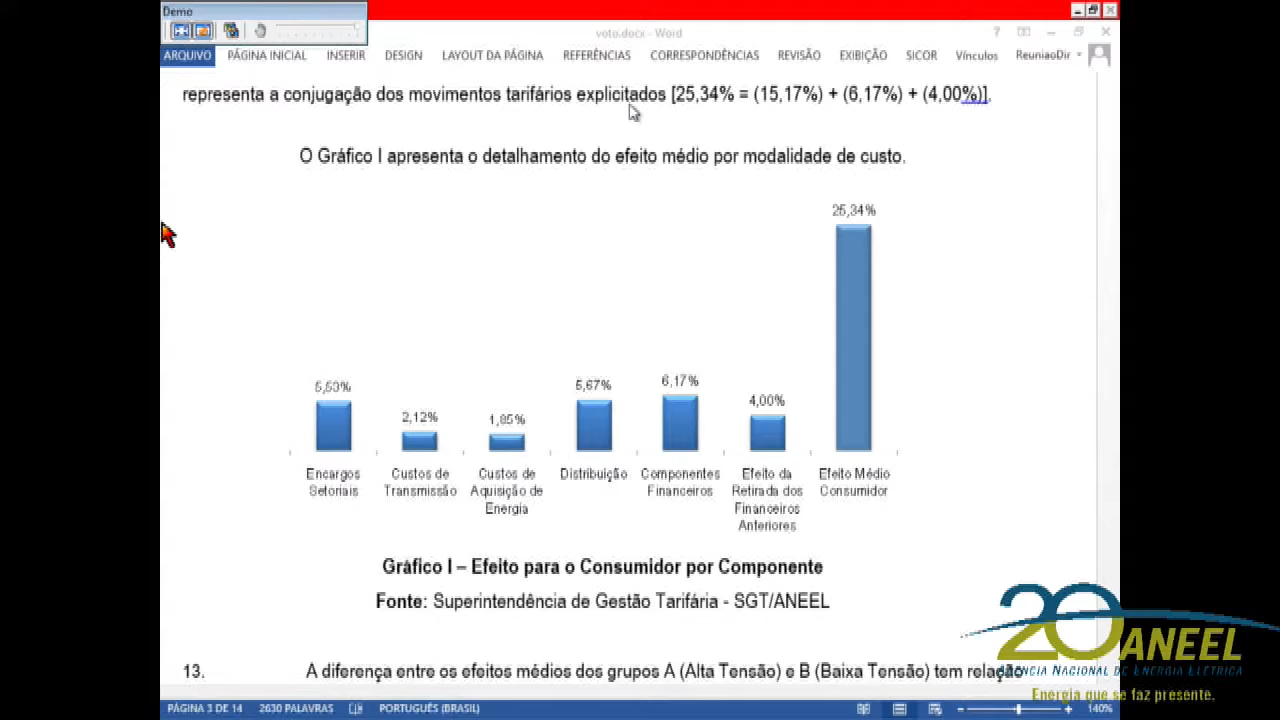 Demo
voto.docx - Word
ARQUIVO PÁGINA INICIAL INSERIR DESIGN LAYOUT DA PÁGINA REFERÊNCIAS CORRESPONDÊNCIAS REVISÃO EXIBIÇÃO SICOR Vínculos ReuniaoDir
representa a conjugação dos movimentos tarifários explicitados [25,34% = (15,17%) + (6,17%) + (4,00%)].
O Gráfico I apresenta o detalhamento do efeito médio por modalidade de custo.
25,34%
5,53% 2,12% 1,85% 5,67% 6,17% 4,00%
Encargos Setoriais
Custos de Transmissão
Custos de Aquisição de Energia
Distribuição
Componentes Financeiros
Efeito da Retirada dos Financeiros Anteriores
Efeito Médio Consumidor
Gráfico I – Efeito para o Consumidor por Componente
Fonte: Superintendência de Gestão Tarifária - SGT/ANEEL
13. A diferença entre os efeitos médios dos grupos A (Alta Tensão) e B (Baixa Tensão) tem relação
20 ANEEL
AGÊNCIA NACIONAL DE ENERGIA ELÉTRICA
Energia que se faz presente.
PÁGINA 3 DE 14 2630 PALAVRAS PORTUGUÊS (BRASIL) 140%